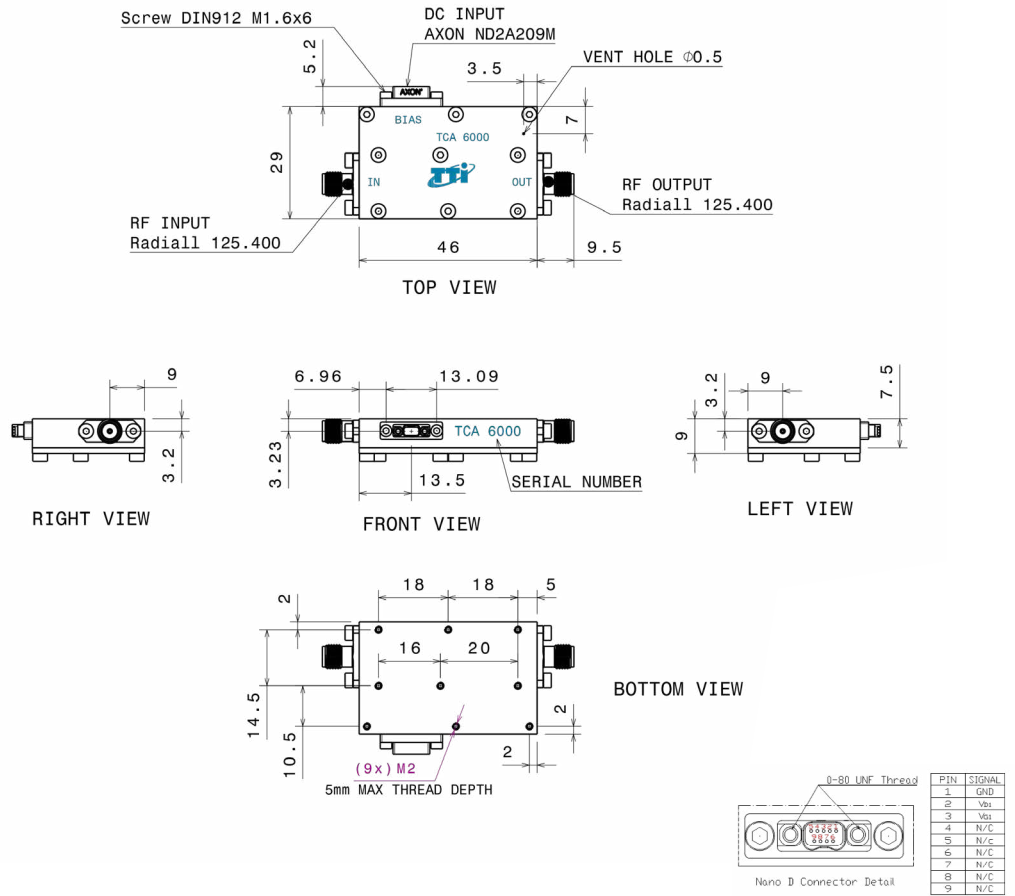 Screw DIN912 M1.6x6
DC INPUT
AXON ND2A209M
VENT HOLE ∅0.5
5.2
3.5
AXON'
BIAS
TCA 6000
7
29
IN
TTi
OUT
RF OUTPUT
Radiall 125.400
RF INPUT
Radiall 125.400
46
9.5
TOP VIEW
9
3.2
RIGHT VIEW
6.96
13.09
TCA 6000
3.23
13.5
SERIAL NUMBER
FRONT VIEW
3.2
9
7.5
9
LEFT VIEW
18
18
5
2
16
20
14.5
10.5
2
2
(9x) M2
5mm MAX THREAD DEPTH
BOTTOM VIEW
0-80 UNF Thread
54321
9876
Nano D Connector Detail
PIN SIGNAL
1 GND
2 VD1
3 VG1
4 N/C
5 N/c
6 N/C
7 N/C
8 N/C
9 N/C